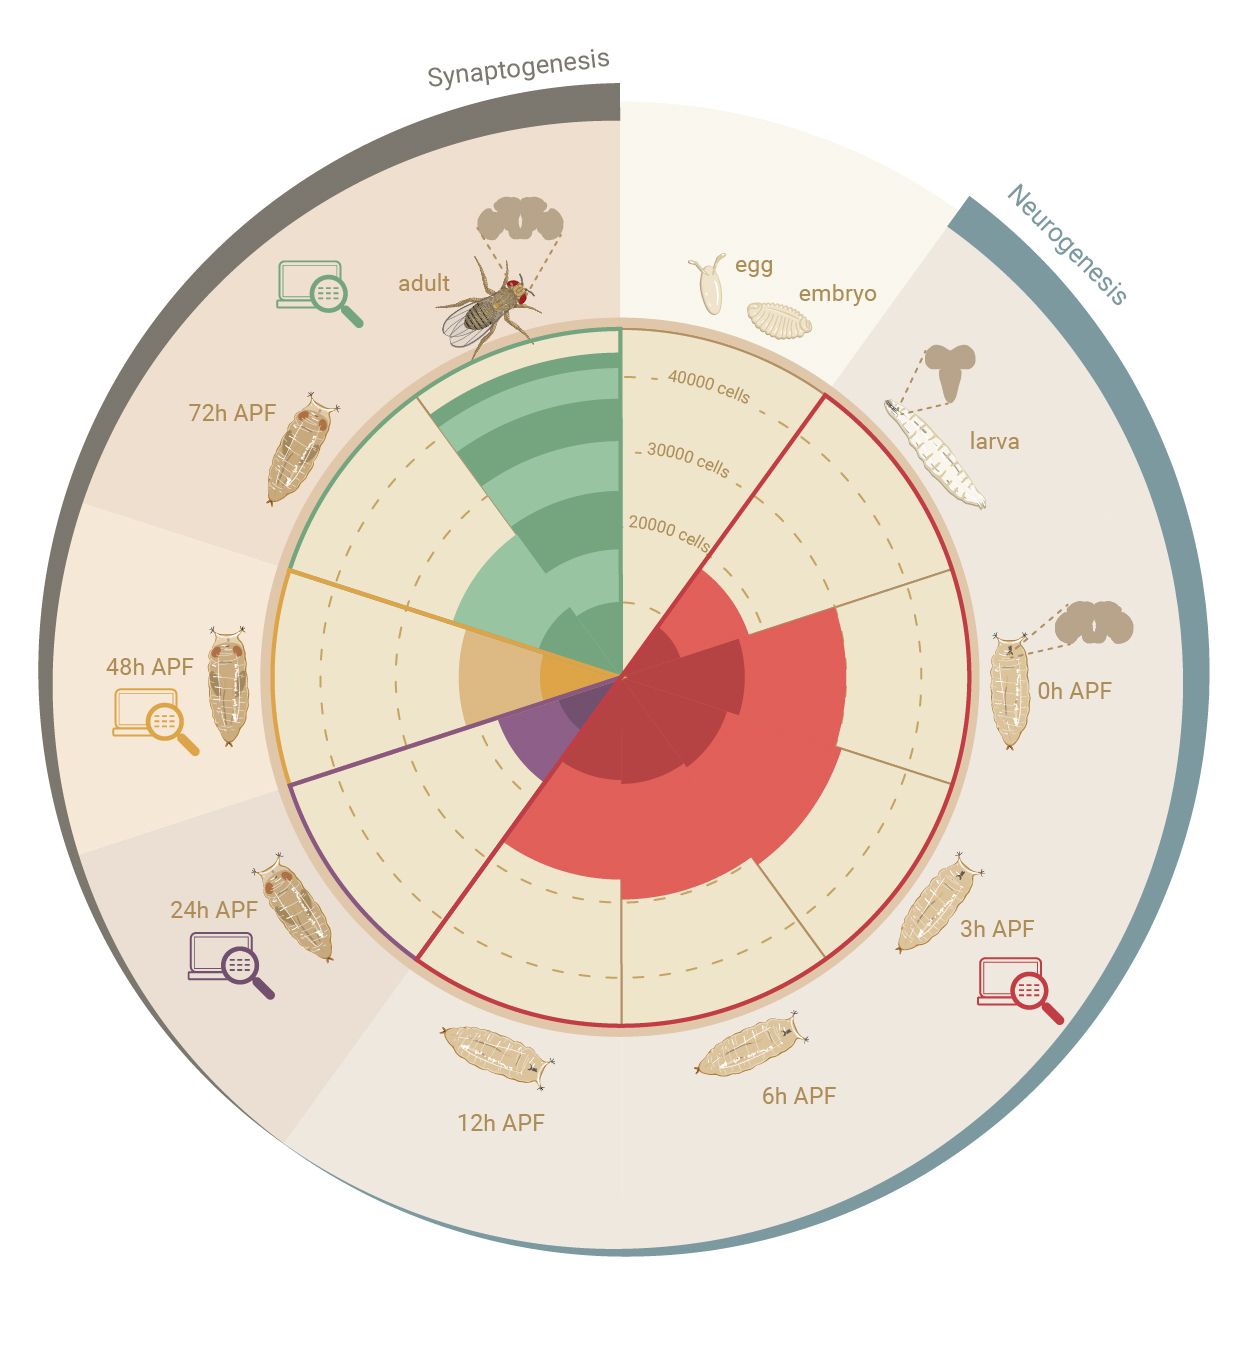 Synaptogenesis
Neurogenesis
egg
embryo
adult
40000 cells
30000 cells
20000 cells
72h APF
larva
48h APF
0h APF
24h APF
3h APF
6h APF
12h APF